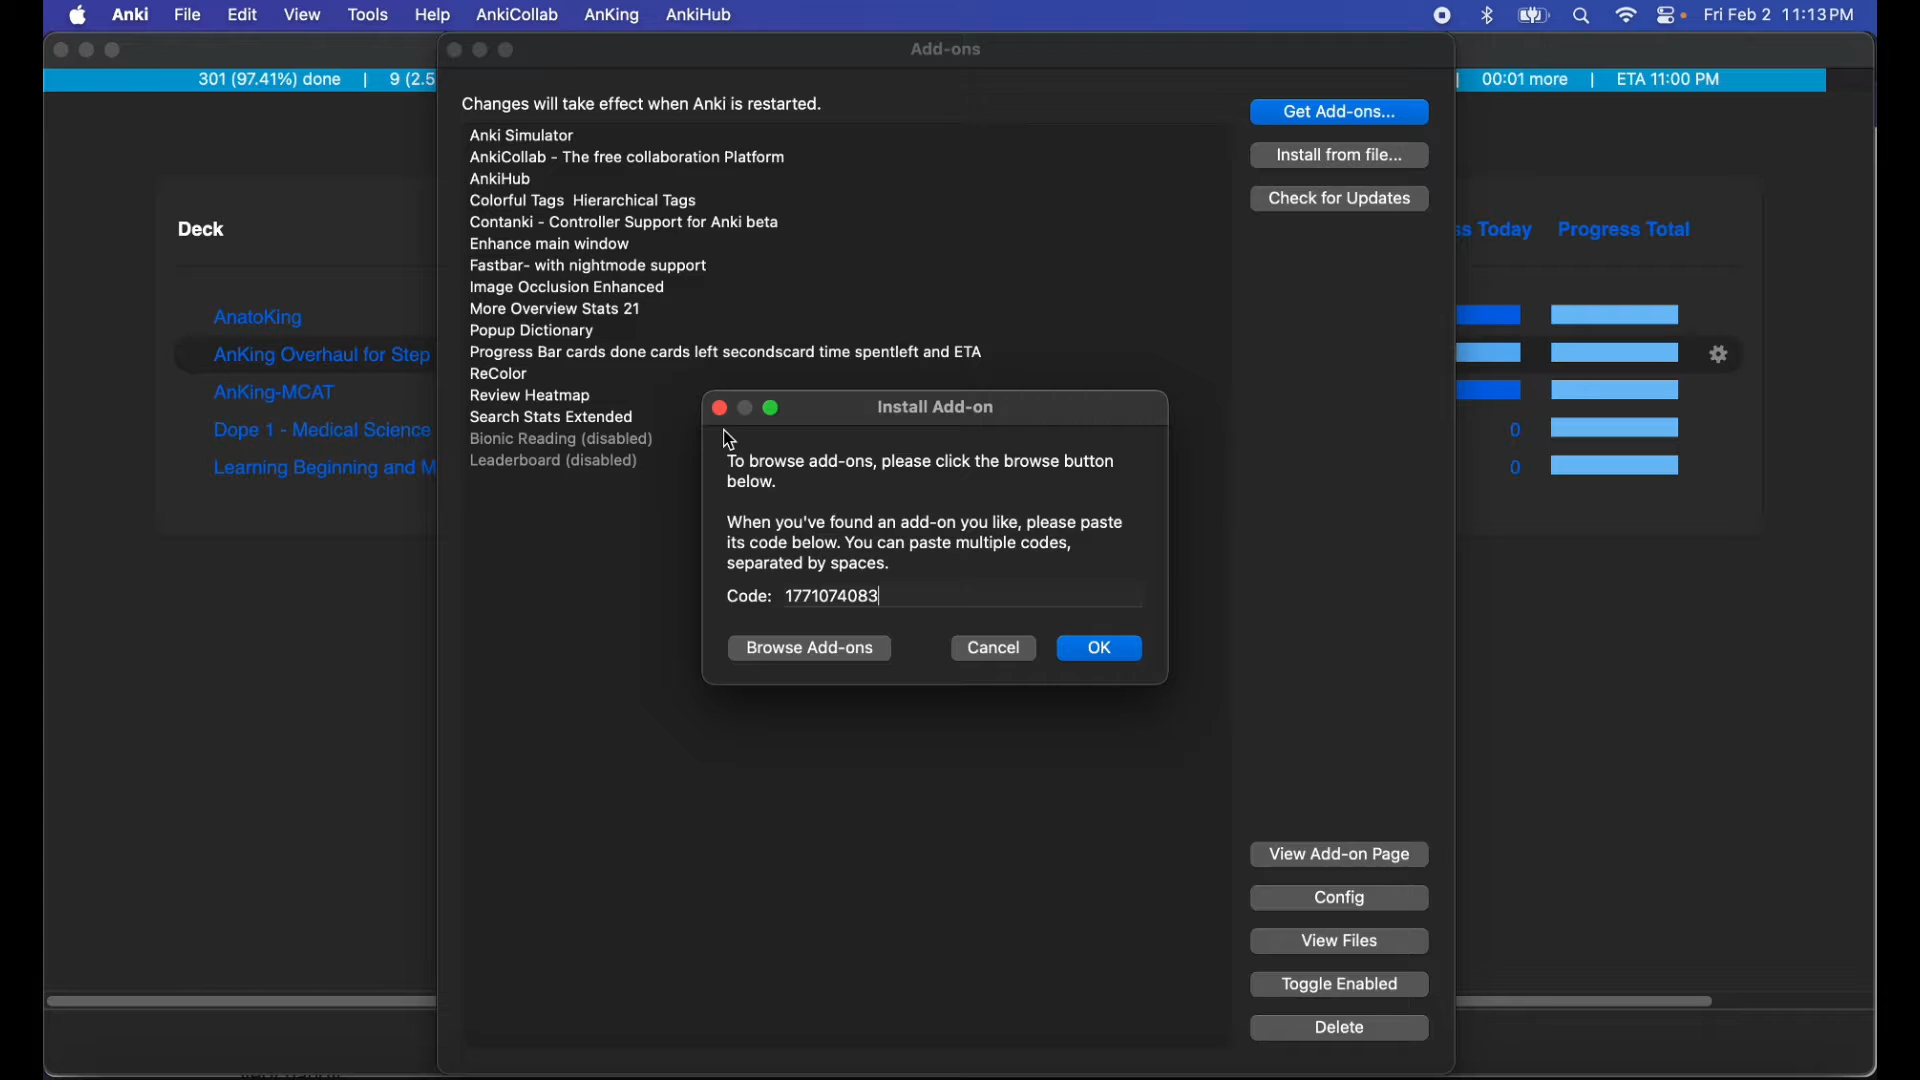 Anki File Edit View Tools Help AnkiCollab AnKing AnkiHub Fri Feb 2 11:13 PM
Add-ons
301 (97.41%) done | 9 (2.5 | 00:01 more | ETA 11:00 PM
Changes will take effect when Anki is restarted.
Get Add-ons...
Anki Simulator
AnkiCollab - The free collaboration Platform
Install from file...
AnkiHub
Colorful Tags Hierarchical Tags
Check for Updates
Contanki - Controller Support for Anki beta
Deck
ss Today Progress Total
Enhance main window
Fastbar- with nightmode support
Image Occlusion Enhanced
More Overview Stats 21
AnatoKing
Popup Dictionary
Progress Bar cards done cards left secondscard time spentleft and ETA
AnKing Overhaul for Step
ReColor
AnKing-MCAT
Review Heatmap
Search Stats Extended
Dope 1 - Medical Science
0
Bionic Reading (disabled)
Leaderboard (disabled)
Learning Beginning and M
0
Install Add-on
To browse add-ons, please click the browse button
below.
When you've found an add-on you like, please paste
its code below. You can paste multiple codes,
separated by spaces.
Code: 1771074083
Browse Add-ons Cancel OK
View Add-on Page
Config
View Files
Toggle Enabled
Delete